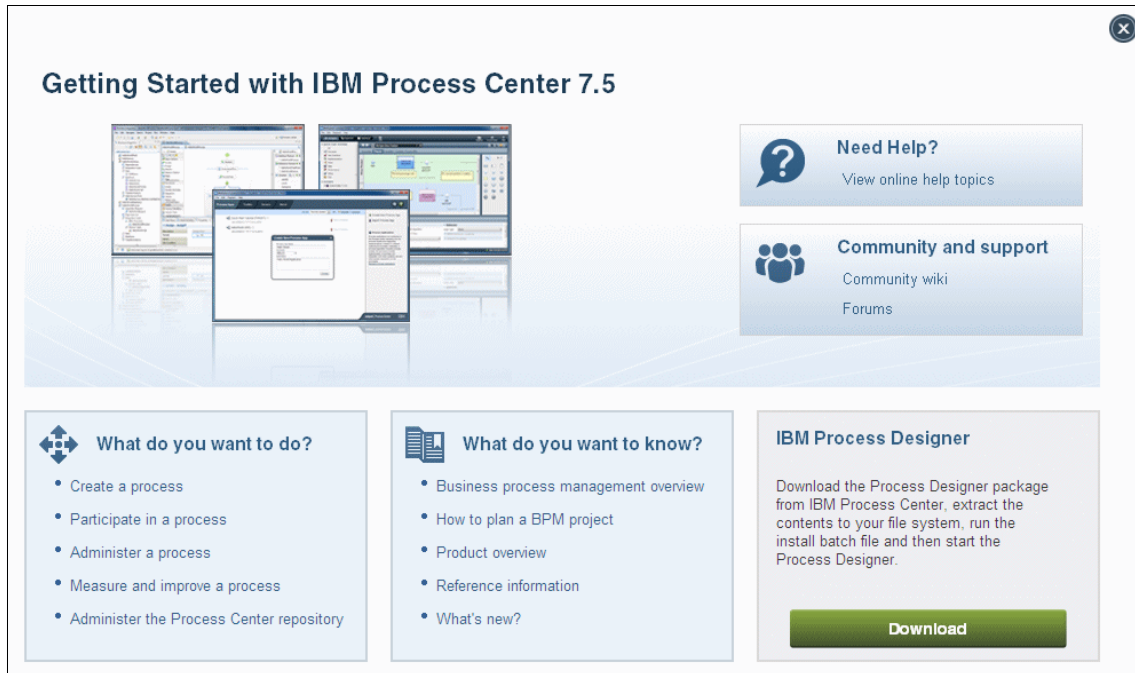 Getting Started with IBM Process Center 7.5
Need Help?
View online help topics
Community and support
Community wiki
Forums
What do you want to do?
Create a process
Participate in a process
Administer a process
Measure and improve a process
Administer the Process Center repository
What do you want to know?
Business process management overview
How to plan a BPM project
Product overview
Reference information
What's new?
IBM Process Designer
Download the Process Designer package
from IBM Process Center, extract the
contents to your file system, run the
install batch file and then start the
Process Designer.
Download